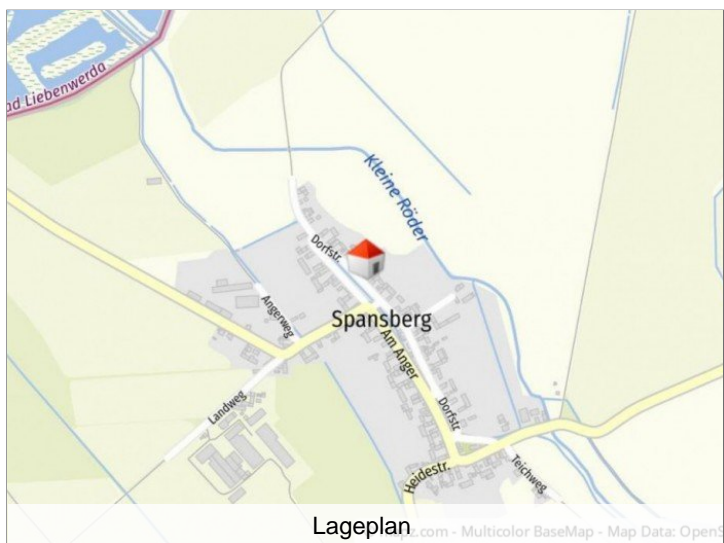 ad Liebenwerda
Kleine Röder
Dorfstr.
Spansberg
Angerweg
Am Anger
Landweg
Dorfstr.
Heidestr.
Teichweg
Lageplan
.com - Multicolor BaseMap - Map Data: OpenS